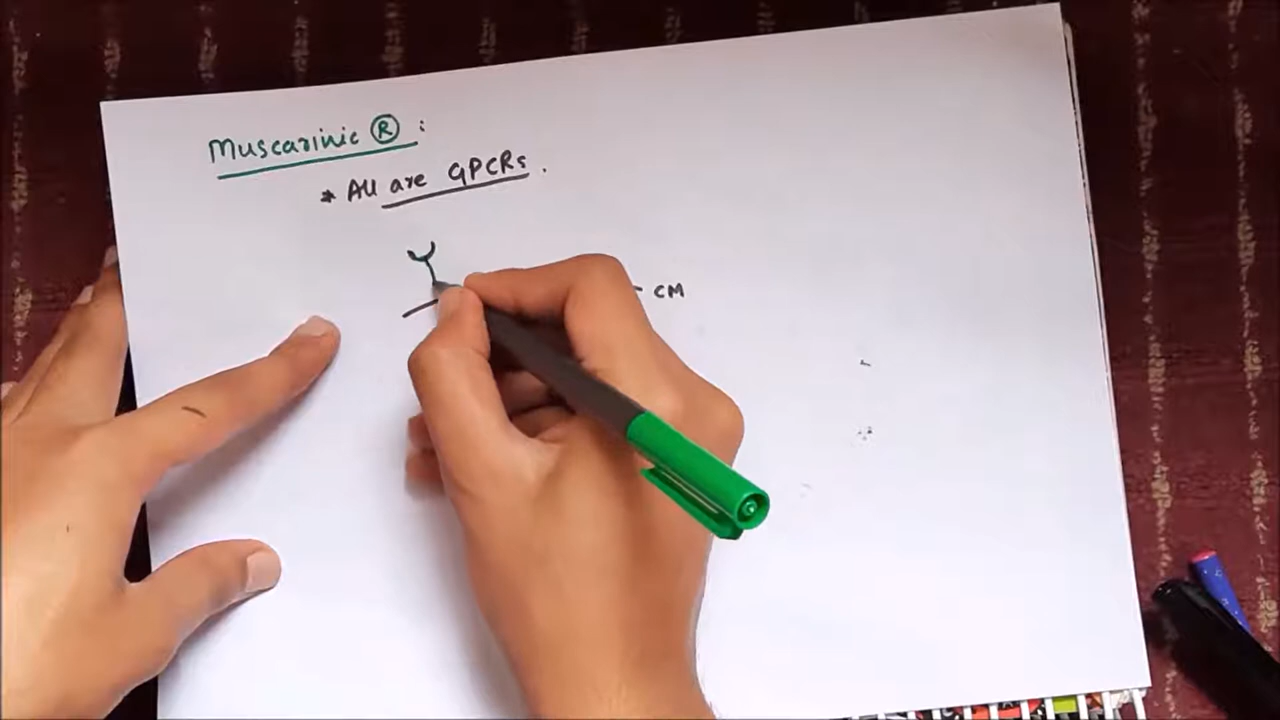 Muscarinic Ⓡ :
* All are GPCRs.
CM